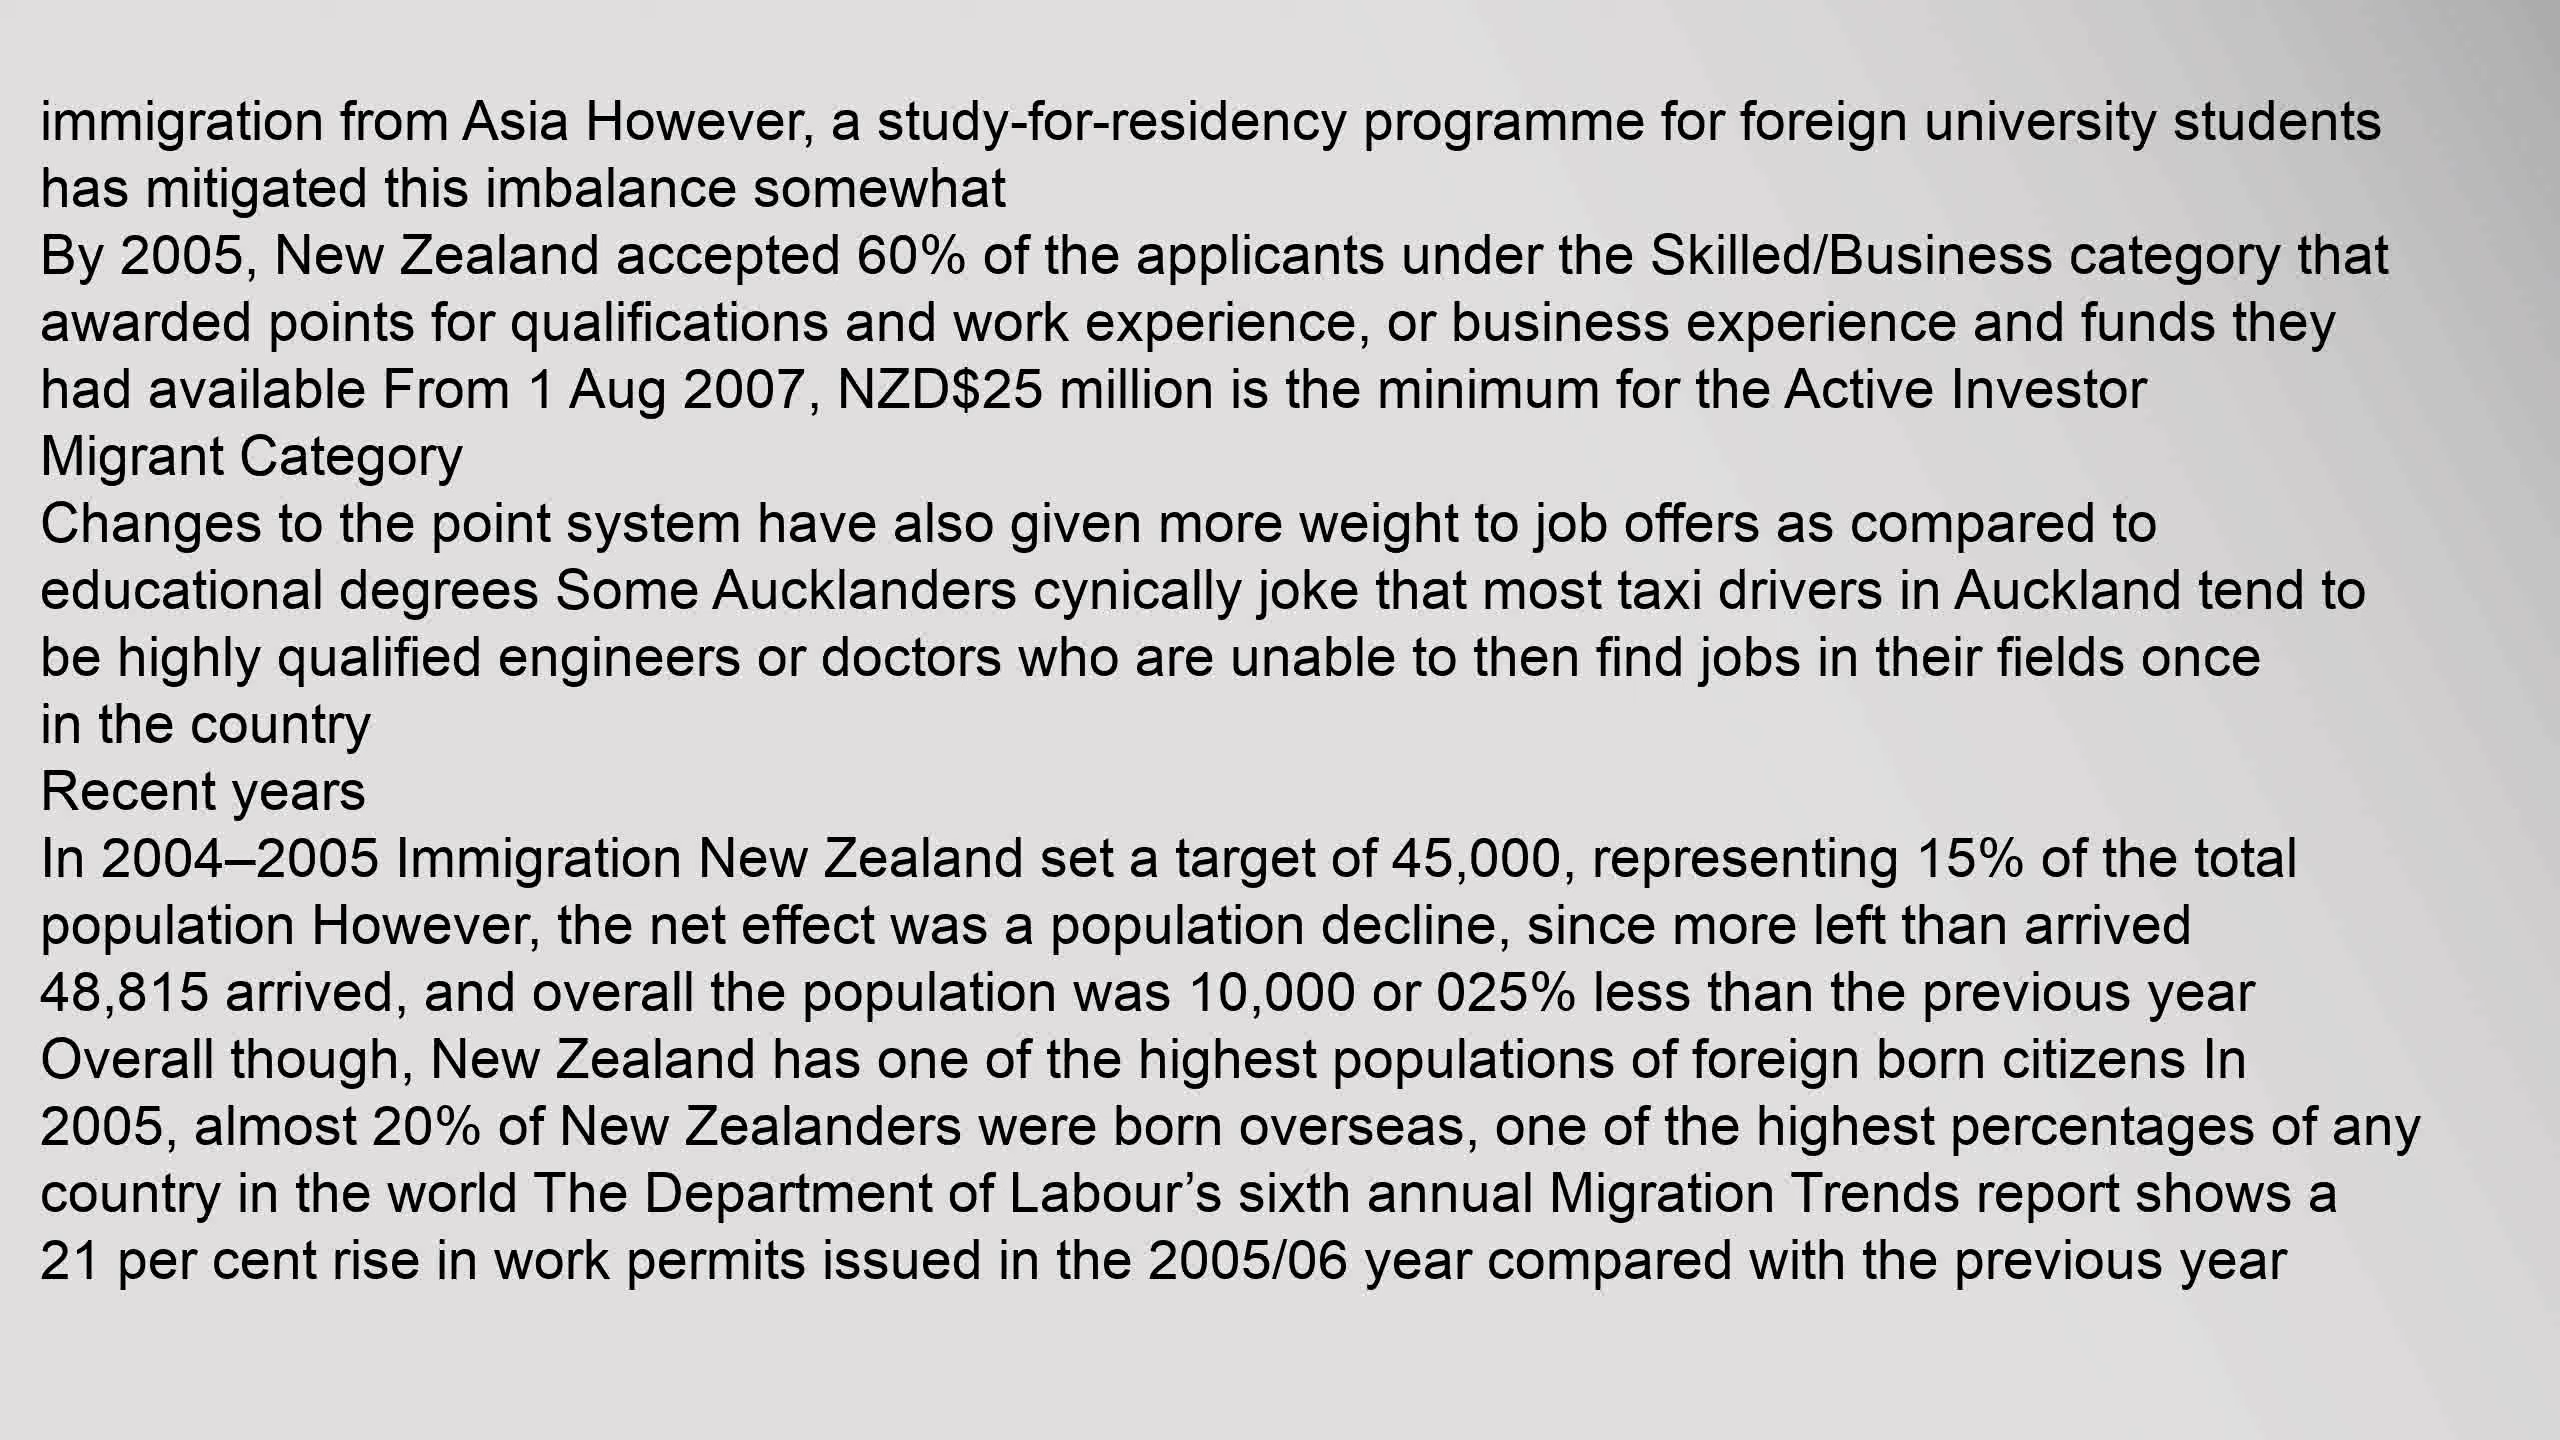 immigration from Asia However, a study-for-residency programme for foreign university students
has mitigated this imbalance somewhat
By 2005, New Zealand accepted 60% of the applicants under the Skilled/Business category that
awarded points for qualifications and work experience, or business experience and funds they
had available From 1 Aug 2007, NZD$25 million is the minimum for the Active Investor
Migrant Category
Changes to the point system have also given more weight to job offers as compared to
educational degrees Some Aucklanders cynically joke that most taxi drivers in Auckland tend to
be highly qualified engineers or doctors who are unable to then find jobs in their fields once
in the country
Recent years
In 2004–2005 Immigration New Zealand set a target of 45,000, representing 15% of the total
population However, the net effect was a population decline, since more left than arrived
48,815 arrived, and overall the population was 10,000 or 025% less than the previous year
Overall though, New Zealand has one of the highest populations of foreign born citizens In
2005, almost 20% of New Zealanders were born overseas, one of the highest percentages of any
country in the world The Department of Labour’s sixth annual Migration Trends report shows a
21 per cent rise in work permits issued in the 2005/06 year compared with the previous year